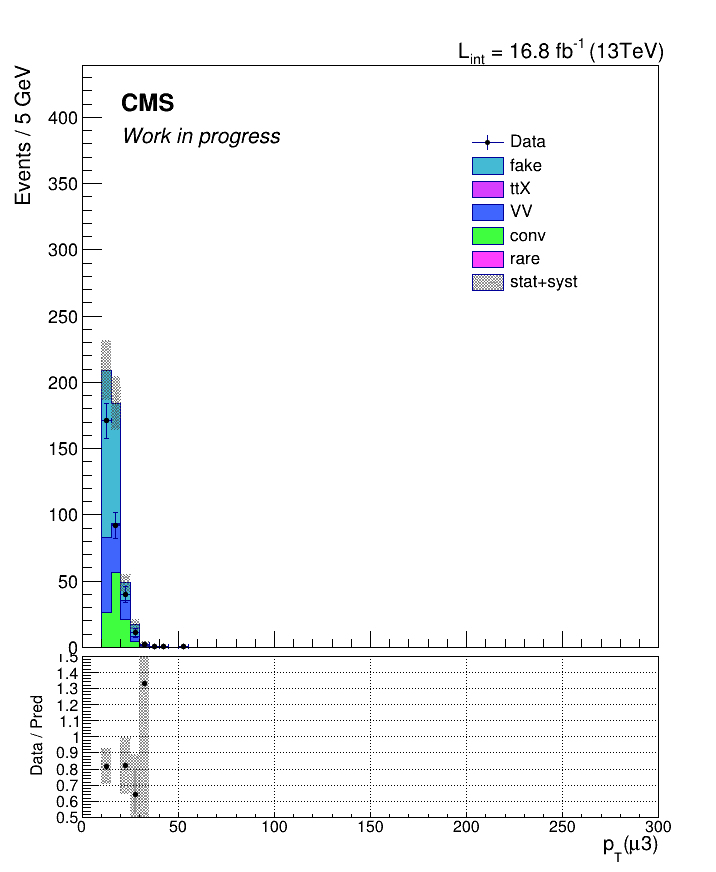 L_int = 16.8 fb^-1 (13TeV)
Events / 5 GeV
CMS
Work in progress
Data
fake
ttX
VV
conv
rare
stat+syst
400
350
300
250
200
150
100
50
0
Data / Pred
1.5
1.4
1.3
1.2
1.1
1
0.9
0.8
0.7
0.6
0.5
0 50 100 150 200 250 300
p_T(μ3)